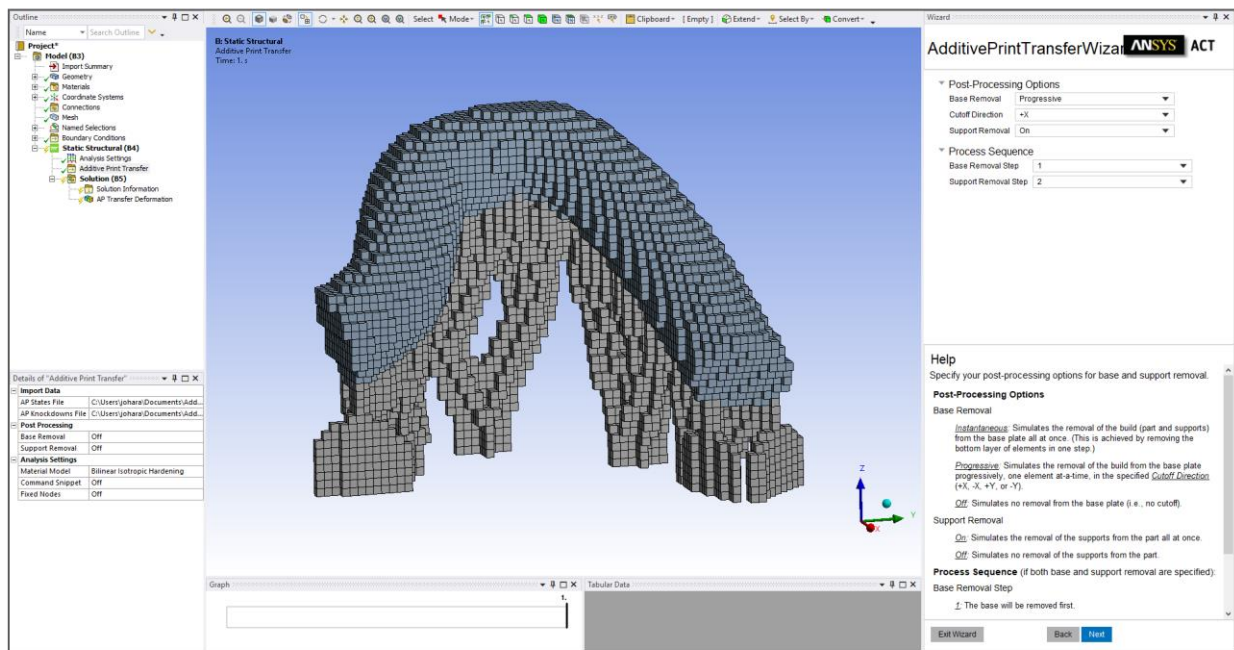 Outline
Name
Search Outline
Project*
Model (B3)
Import Summary
Geometry
Materials
Coordinate Systems
Connections
Mesh
Named Selections
Boundary Conditions
Static Structural (B4)
Analysis Settings
Additive Print Transfer
Solution (B5)
Solution Information
AP Transfer Deformation
Details of "Additive Print Transfer"
Import Data
AP States File C:\Users\johara\Documents\Add...
AP Knockdowns File C:\Users\johara\Documents\Add...
Post Processing
Base Removal Off
Support Removal Off
Analysis Settings
Material Model Bilinear Isotropic Hardening
Command Snippet Off
Fixed Nodes Off
Select Mode Clipboard [ Empty ] Extend Select By Convert
B: Static Structural
Additive Print Transfer
Time: 1. s
Z
Y
X
Graph
1.
Tabular Data
Wizard
AdditivePrintTransferWizar ANSYS ACT
Post-Processing Options
Base Removal Progressive
Cutoff Direction +X
Support Removal On
Process Sequence
Base Removal Step 1
Support Removal Step 2
Help
Specify your post-processing options for base and support removal.
Post-Processing Options
Base Removal
Instantaneous: Simulates the removal of the build (part and supports)
from the base plate all at once. (This is achieved by removing the
bottom layer of elements in one step.)
Progressive: Simulates the removal of the build from the base plate
progressively, one element at-a-time, in the specified Cutoff Direction
(+X, -X, +Y, or -Y).
Off: Simulates no removal from the base plate (i.e., no cutoff).
Support Removal
On: Simulates the removal of the supports from the part all at once.
Off: Simulates no removal of the supports from the part.
Process Sequence (if both base and support removal are specified):
Base Removal Step
1: The base will be removed first.
Exit Wizard Back Next